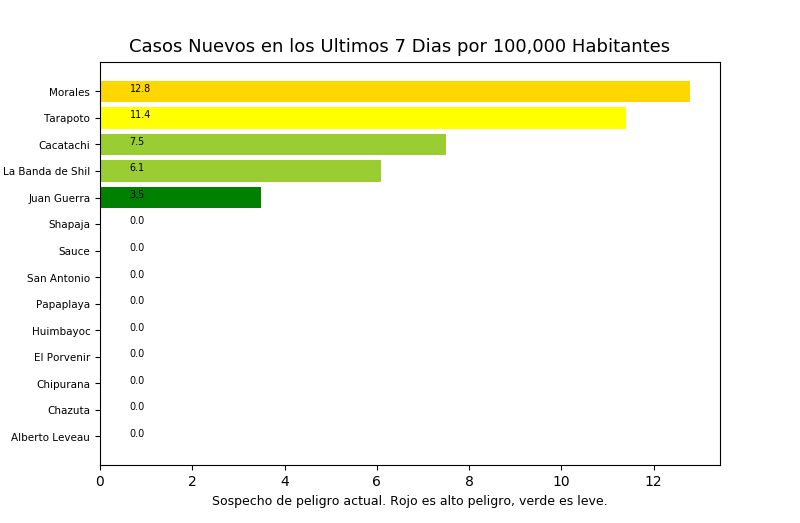 Casos Nuevos en los Ultimos 7 Dias por 100,000 Habitantes
Morales 12.8
Tarapoto 11.4
Cacatachi 7.5
La Banda de Shil 6.1
Juan Guerra 3.5
Shapaja 0.0
Sauce 0.0
San Antonio 0.0
Papaplaya 0.0
Huimbayoc 0.0
El Porvenir 0.0
Chipurana 0.0
Chazuta 0.0
Alberto Leveau 0.0
0 2 4 6 8 10 12
Sospecho de peligro actual. Rojo es alto peligro, verde es leve.